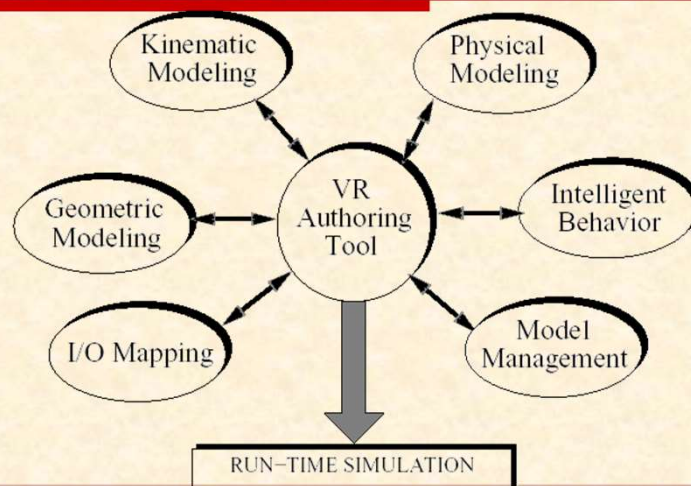 Kinematic
Modeling
Physical
Modeling
VR
Authoring
Tool
Geometric
Modeling
Intelligent
Behavior
I/O Mapping
Model
Management
RUN-TIME SIMULATION